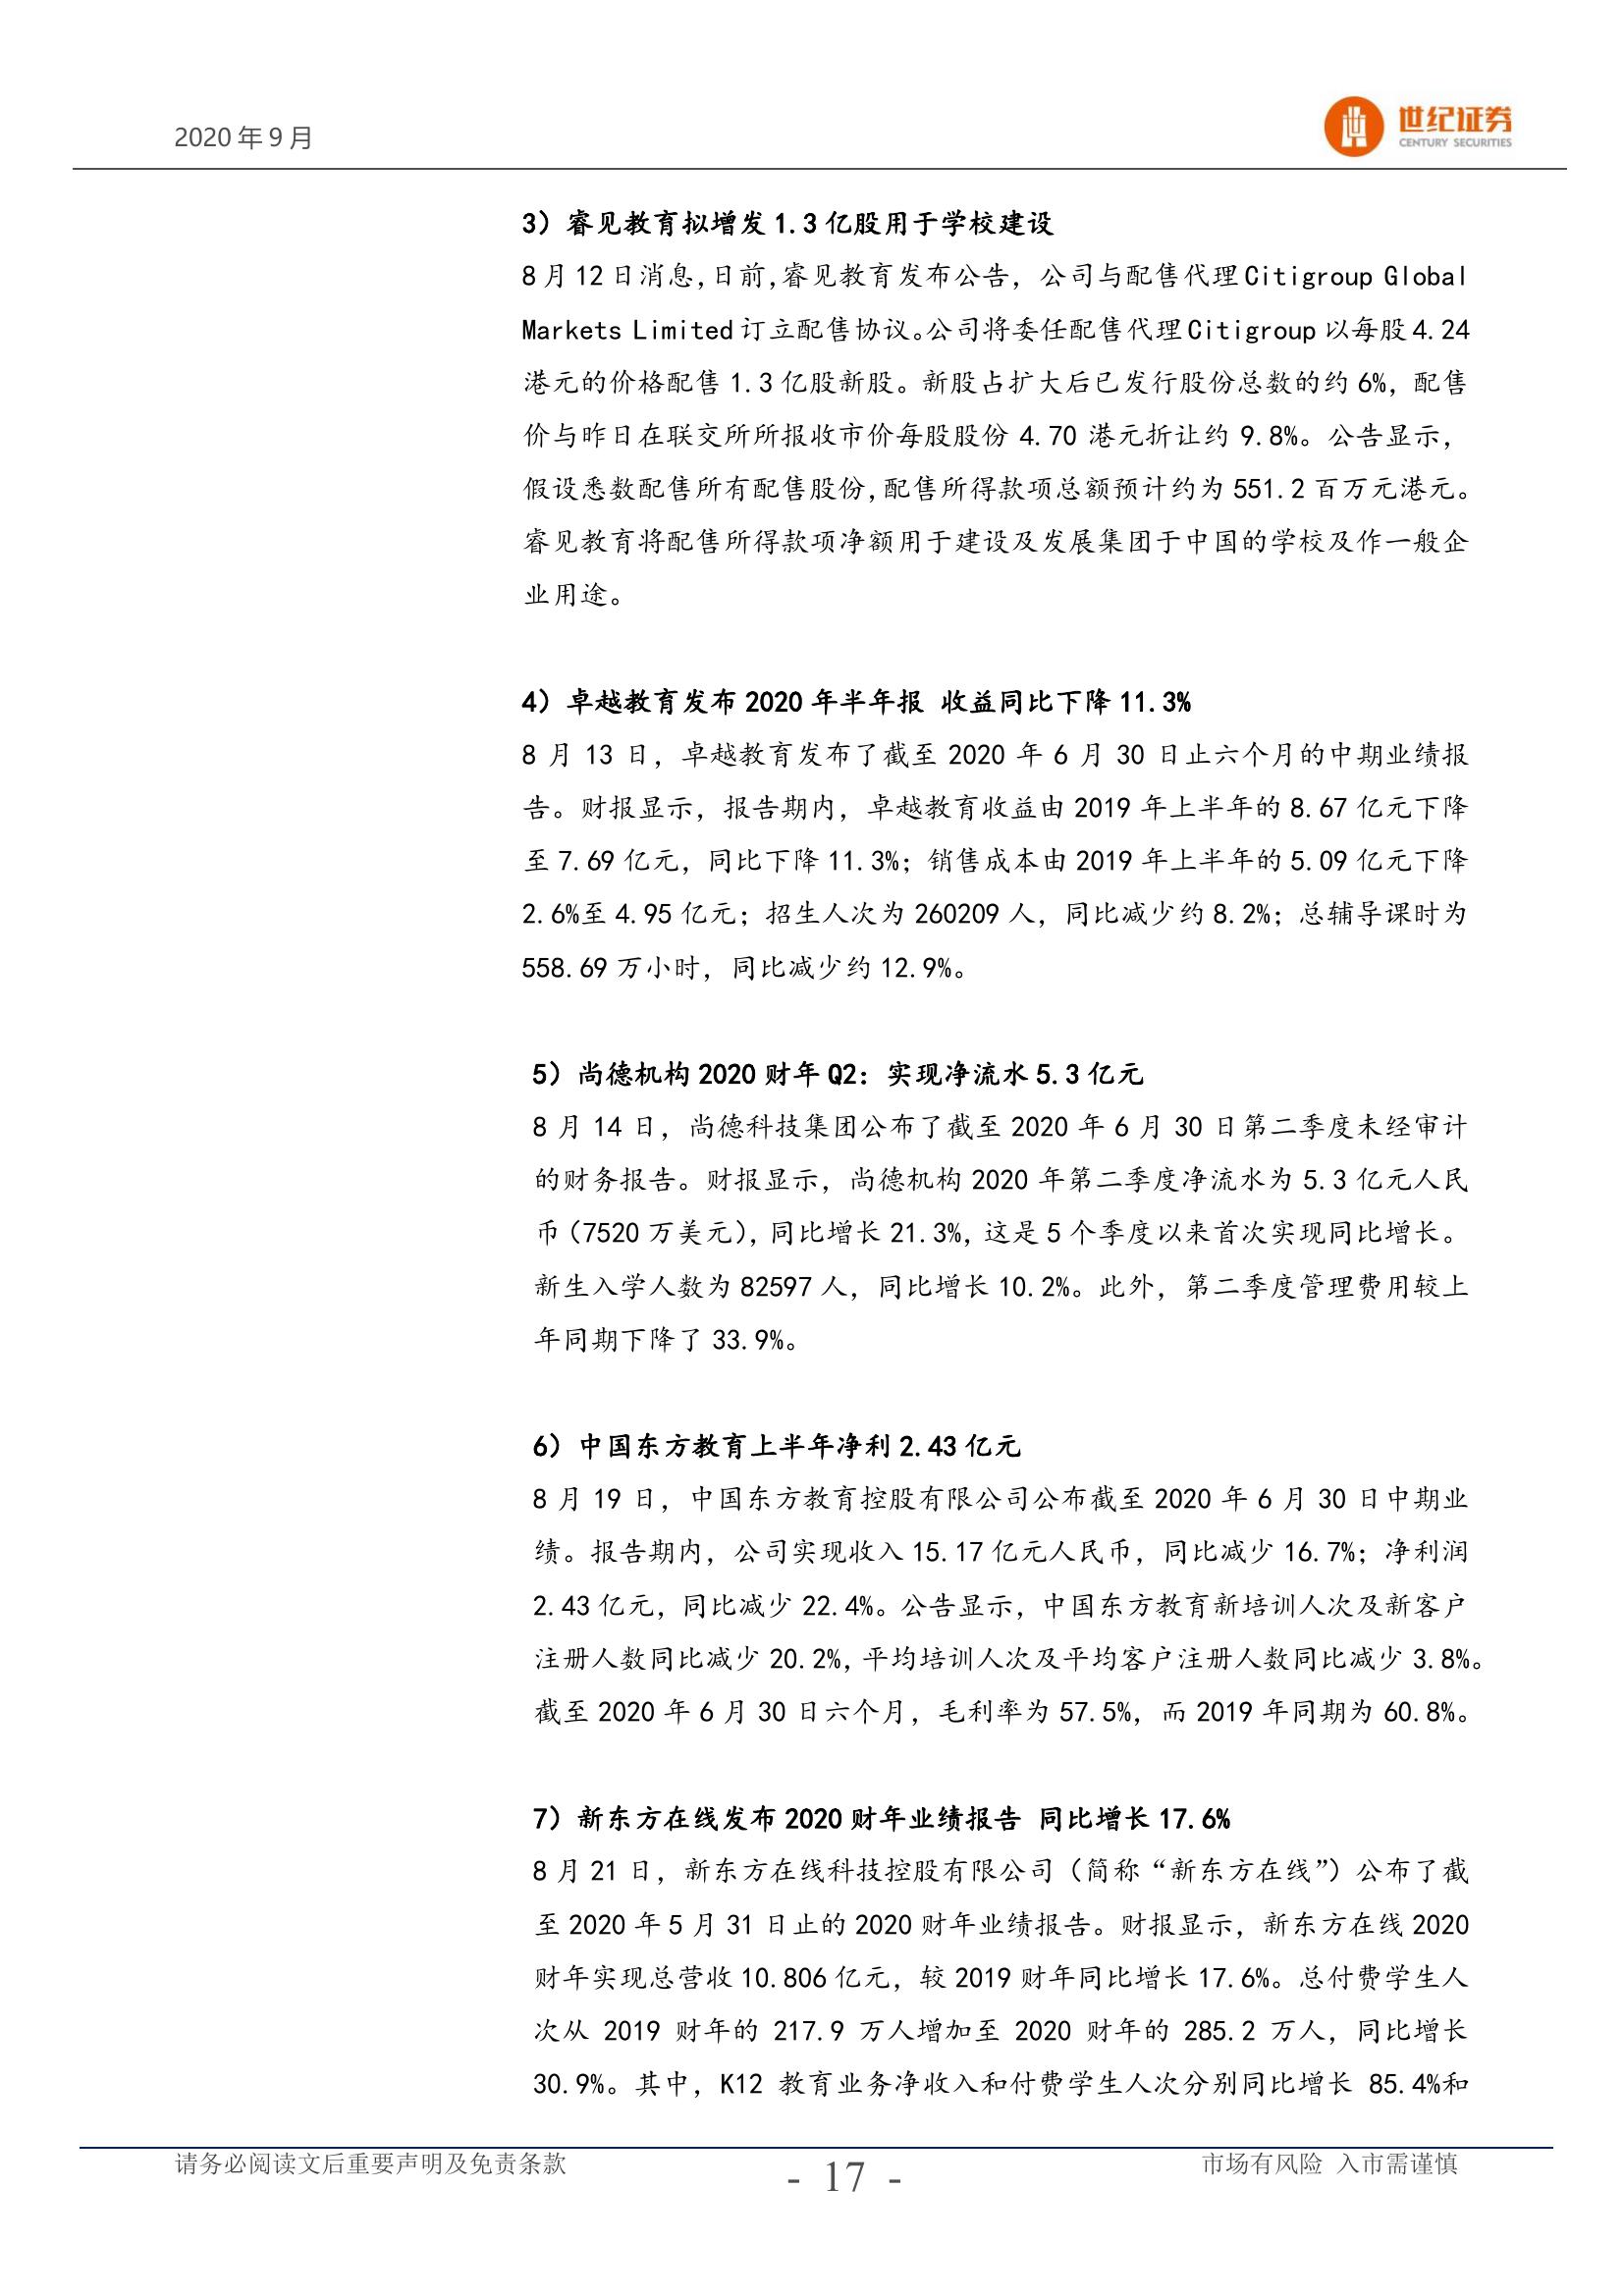 2020 年 9 月
世纪证券
CENTURY SECURITIES
3）睿见教育拟增发 1.3 亿股用于学校建设
8 月 12 日消息,日前,睿见教育发布公告，公司与配售代理 Citigroup Global
Markets Limited 订立配售协议。公司将委任配售代理 Citigroup 以每股 4.24
港元的价格配售 1.3 亿股新股。新股占扩大后已发行股份总数的约 6%，配售
价与昨日在联交所所报收市价每股股份 4.70 港元折让约 9.8%。公告显示，
假设悉数配售所有配售股份,配售所得款项总额预计约为 551.2 百万元港元。
睿见教育将配售所得款项净额用于建设及发展集团于中国的学校及作一般企
业用途。
4）卓越教育发布 2020 年半年报 收益同比下降 11.3%
8 月 13 日，卓越教育发布了截至 2020 年 6 月 30 日止六个月的中期业绩报
告。财报显示，报告期内，卓越教育收益由 2019 年上半年的 8.67 亿元下降
至 7.69 亿元，同比下降 11.3%；销售成本由 2019 年上半年的 5.09 亿元下降
2.6%至 4.95 亿元；招生人次为 260209 人，同比减少约 8.2%；总辅导课时为
558.69 万小时，同比减少约 12.9%。
5）尚德机构 2020 财年 Q2：实现净流水 5.3 亿元
8 月 14 日，尚德科技集团公布了截至 2020 年 6 月 30 日第二季度未经审计
的财务报告。财报显示，尚德机构 2020 年第二季度净流水为 5.3 亿元人民
币（7520 万美元），同比增长 21.3%，这是 5 个季度以来首次实现同比增长。
新生入学人数为 82597 人，同比增长 10.2%。此外，第二季度管理费用较上
年同期下降了 33.9%。
6）中国东方教育上半年净利 2.43 亿元
8 月 19 日，中国东方教育控股有限公司公布截至 2020 年 6 月 30 日中期业
绩。报告期内，公司实现收入 15.17 亿元人民币，同比减少 16.7%；净利润
2.43 亿元，同比减少 22.4%。公告显示，中国东方教育新培训人次及新客户
注册人数同比减少 20.2%，平均培训人次及平均客户注册人数同比减少 3.8%。
截至 2020 年 6 月 30 日六个月，毛利率为 57.5%，而 2019 年同期为 60.8%。
7）新东方在线发布 2020 财年业绩报告 同比增长 17.6%
8 月 21 日，新东方在线科技控股有限公司（简称“新东方在线”）公布了截
至 2020 年 5 月 31 日止的 2020 财年业绩报告。财报显示，新东方在线 2020
财年实现总营收 10.806 亿元，较 2019 财年同比增长 17.6%。总付费学生人
次从 2019 财年的 217.9 万人增加至 2020 财年的 285.2 万人，同比增长
30.9%。其中，K12 教育业务净收入和付费学生人次分别同比增长 85.4%和
请务必阅读文后重要声明及免责条款
- 17 -
市场有风险 入市需谨慎